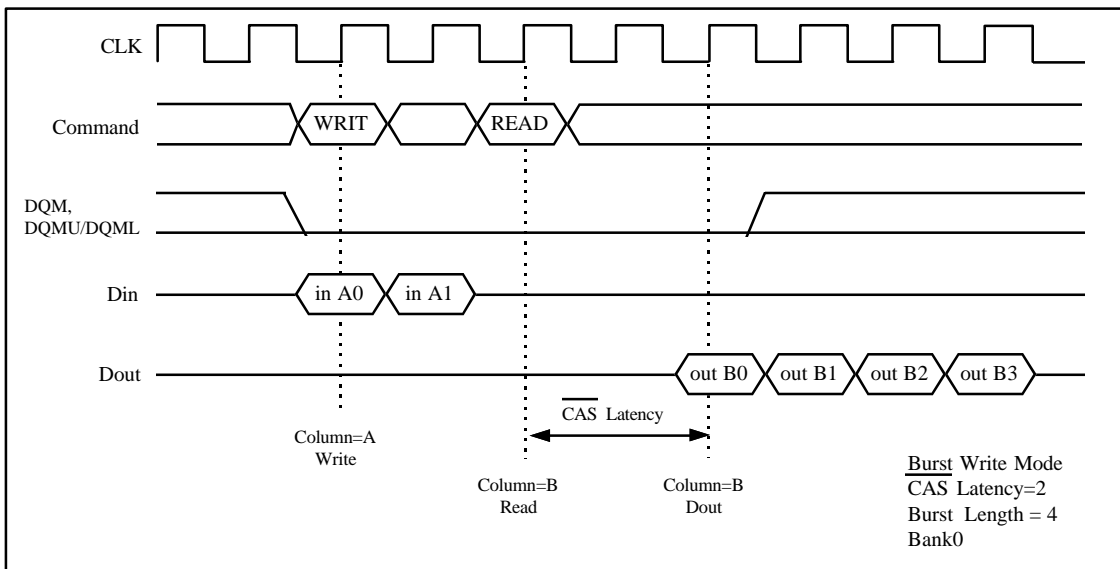 CLK
Command
WRIT
READ
DQM,
DQMU/DQML
Din
in A0
in A1
Dout
out B0
out B1
out B2
out B3
CAS Latency
Column=A
Write
Column=B
Read
Column=B
Dout
Burst Write Mode
CAS Latency=2
Burst Length = 4
Bank0